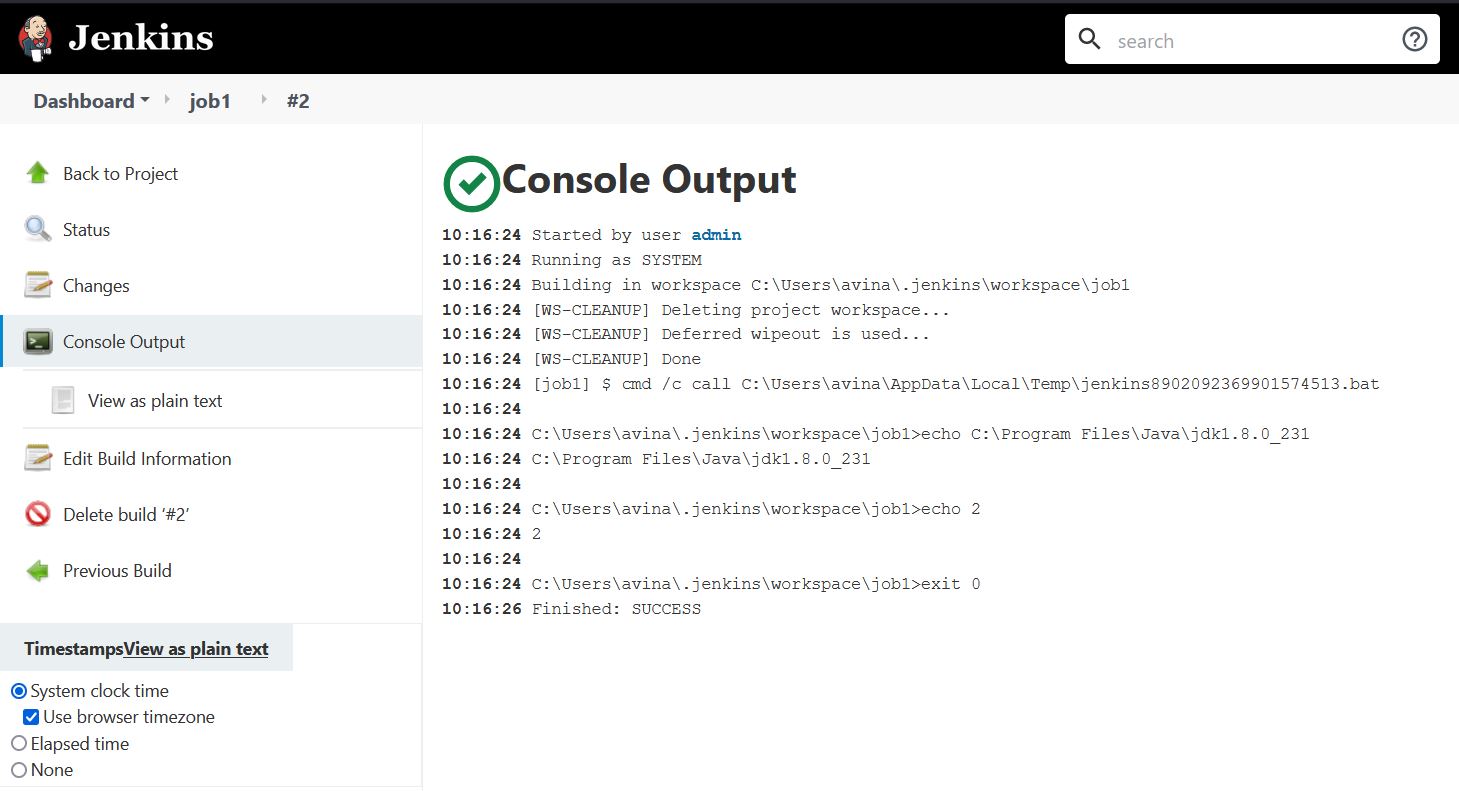 Jenkins
search
Dashboard
job1
#2
Back to Project
Status
Changes
Console Output
View as plain text
Edit Build Information
Delete build ‘#2’
Previous Build
TimestampsView as plain text
System clock time
Use browser timezone
Elapsed time
None
Console Output
10:16:24 Started by user admin
10:16:24 Running as SYSTEM
10:16:24 Building in workspace C:\Users\avina\.jenkins\workspace\job1
10:16:24 [WS-CLEANUP] Deleting project workspace...
10:16:24 [WS-CLEANUP] Deferred wipeout is used...
10:16:24 [WS-CLEANUP] Done
10:16:24 [job1] $ cmd /c call C:\Users\avina\AppData\Local\Temp\jenkins8902092369901574513.bat
10:16:24
10:16:24 C:\Users\avina\.jenkins\workspace\job1>echo C:\Program Files\Java\jdk1.8.0_231
10:16:24 C:\Program Files\Java\jdk1.8.0_231
10:16:24
10:16:24 C:\Users\avina\.jenkins\workspace\job1>echo 2
10:16:24 2
10:16:24
10:16:24 C:\Users\avina\.jenkins\workspace\job1>exit 0
10:16:26 Finished: SUCCESS